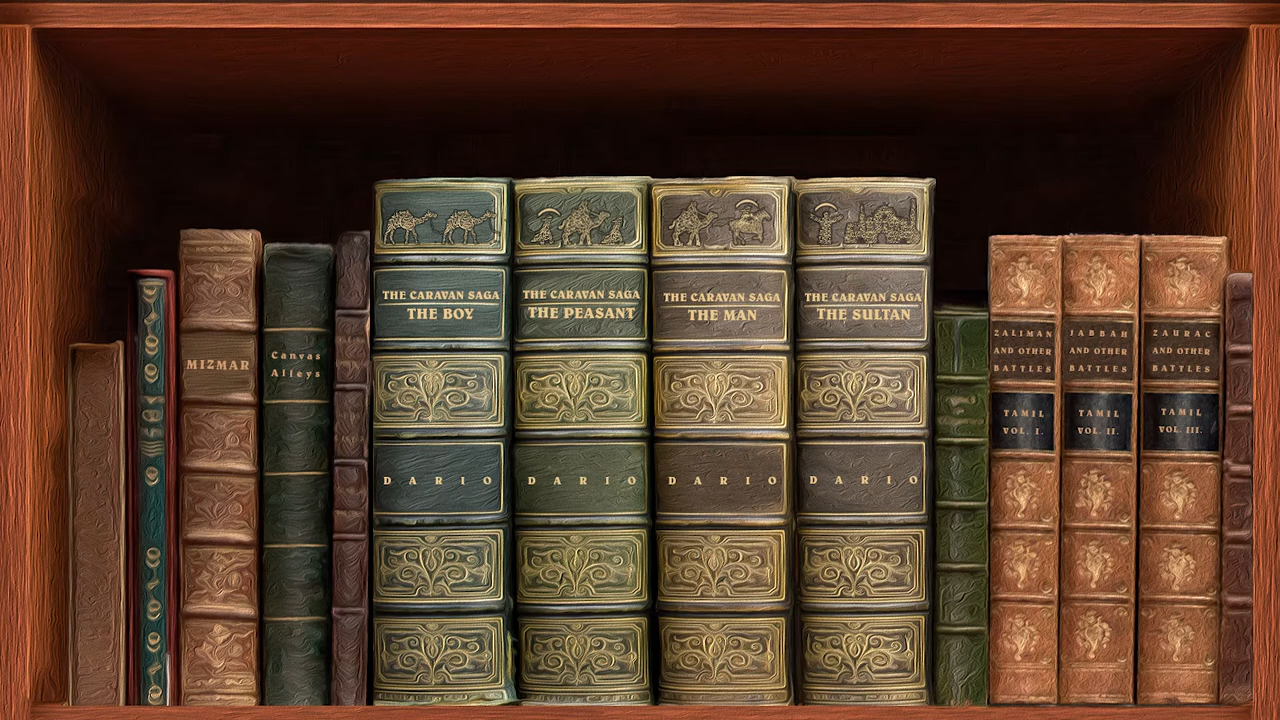 MIZMAR
Canvas
Alleys
THE CARAVAN SAGA
THE BOY
DARIO
THE CARAVAN SAGA
THE PEASANT
DARIO
THE CARAVAN SAGA
THE MAN
DARIO
THE CARAVAN SAGA
THE SULTAN
DARIO
ZALIMAN
AND OTHER
BATTLES
TAMIL
VOL. I.
JABBAH
AND OTHER
BATTLES
TAMIL
VOL. II.
ZAURAC
AND OTHER
BATTLES
TAMIL
VOL. III.